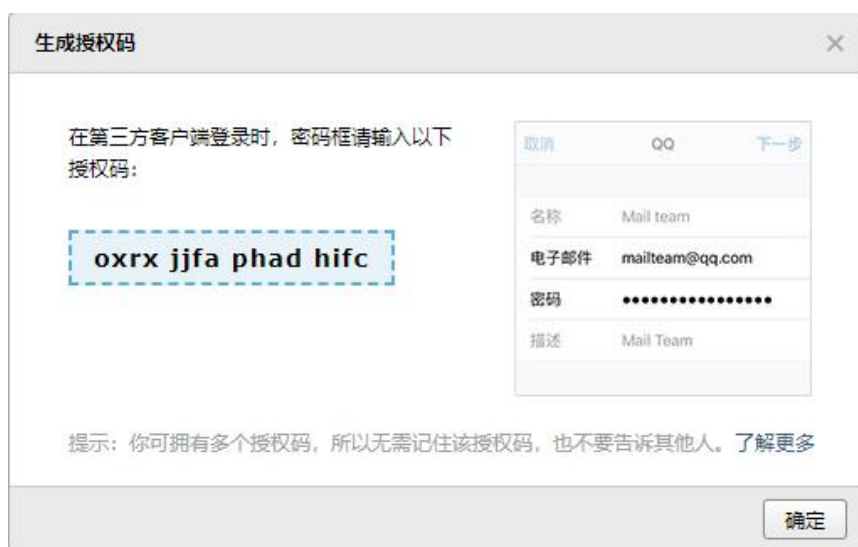 生成授权码
在第三方客户端登录时，密码框请输入以下
授权码：
oxrx jjfa phad hifc
取消 QQ 下一步
名称 Mail team
电子邮件 mailteam@qq.com
密码 ••••••••••••••••
描述 Mail Team
提示：你可拥有多个授权码，所以无需记住该授权码，也不要告诉其他人。了解更多
确定